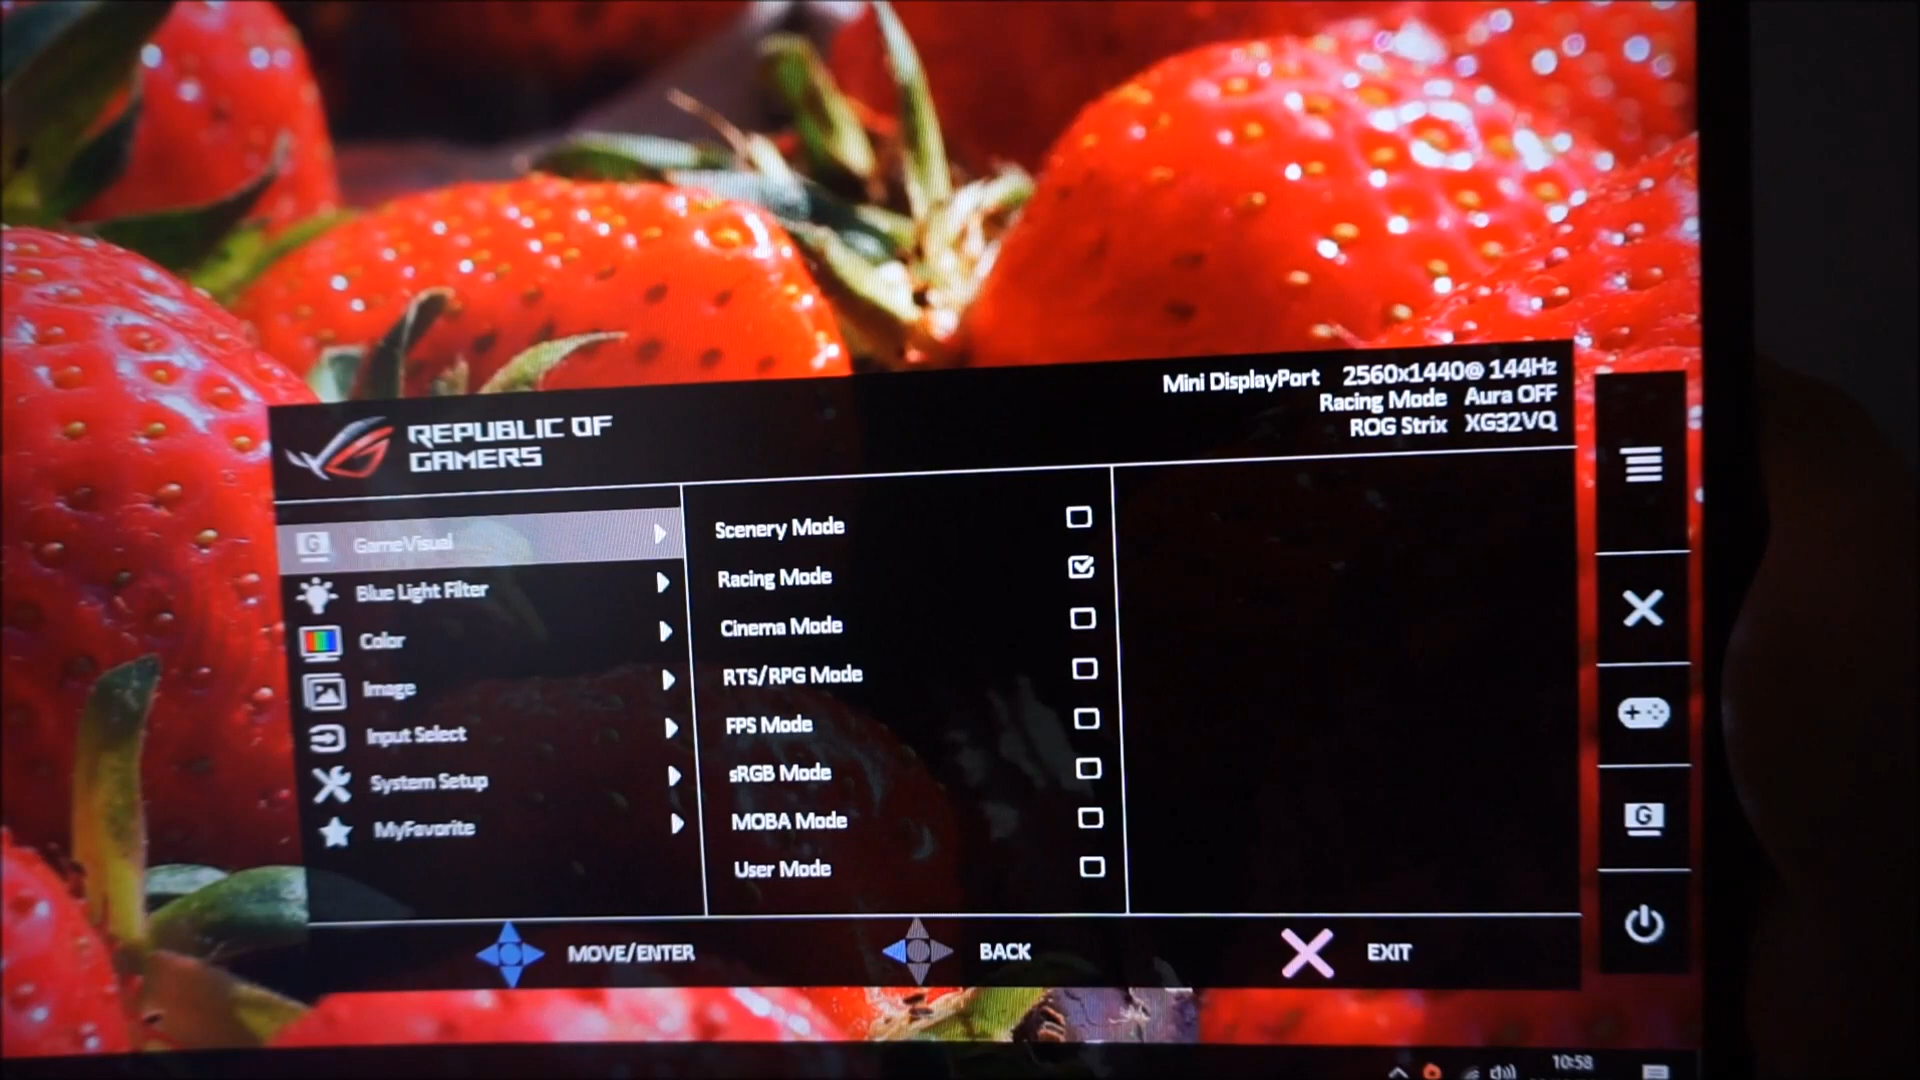 Mini DisplayPort 2560x1440@ 144Hz
Racing Mode Aura OFF
ROG Strix XG32VQ
REPUBLIC OF
GAMERS
GameVisual
Blue Light Filter
Color
Image
Input Select
System Setup
MyFavorite
Scenery Mode
Racing Mode
Cinema Mode
RTS/RPG Mode
FPS Mode
sRGB Mode
MOBA Mode
User Mode
G
G
MOVE/ENTER
BACK
EXIT
10:58